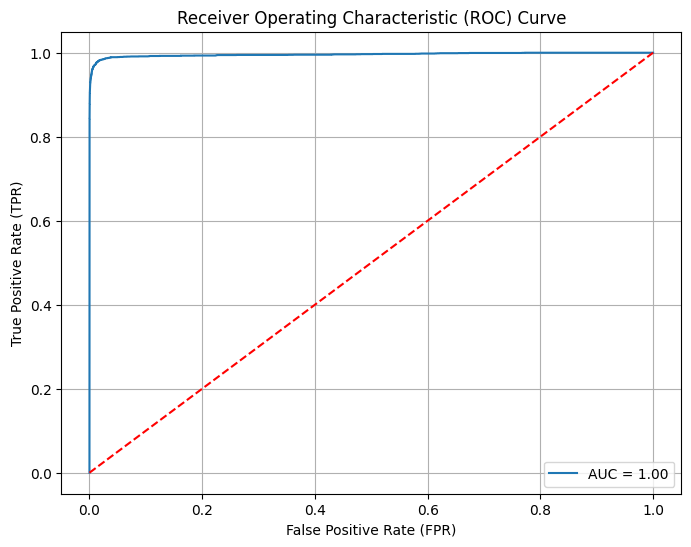 Receiver Operating Characteristic (ROC) Curve
1.0
0.8
0.6
0.4
0.2
0.0
True Positive Rate (TPR)
0.0 0.2 0.4 0.6 0.8 1.0
False Positive Rate (FPR)
AUC = 1.00